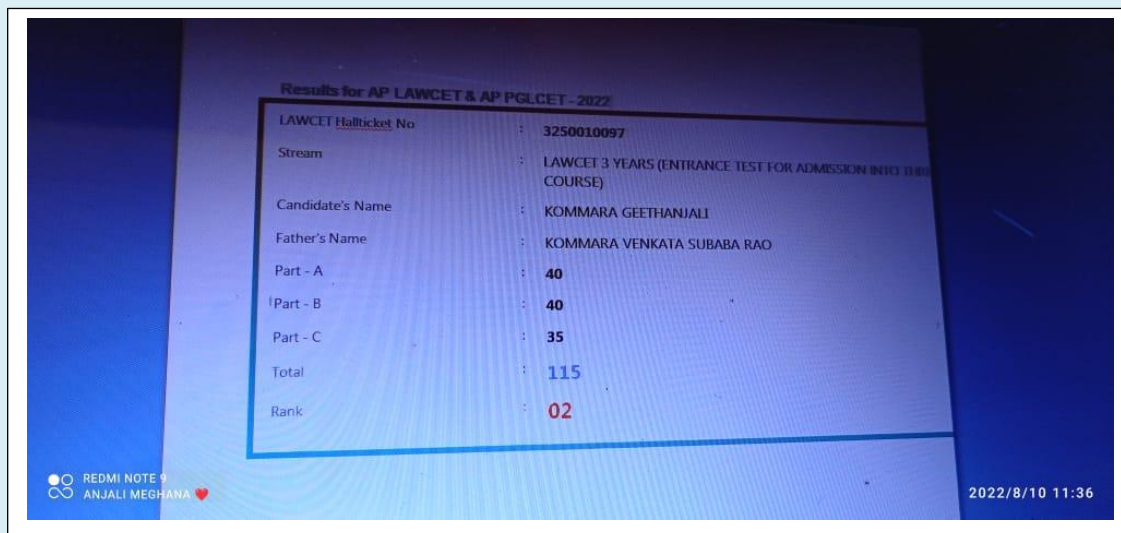 Results for AP LAWCET & AP PGLCET - 2022
LAWCET Hallticket No : 3250010097
Stream : LAWCET 3 YEARS (ENTRANCE TEST FOR ADMISSION INTO
COURSE)
Candidate's Name : KOMMARA GEETHANJALI
Father's Name : KOMMARA VENKATA SUBABA RAO
Part - A : 40
Part - B : 40
Part - C : 35
Total : 115
Rank : 02
REDMI NOTE 9
ANJALI MEGHANA
2022/8/10 11:36